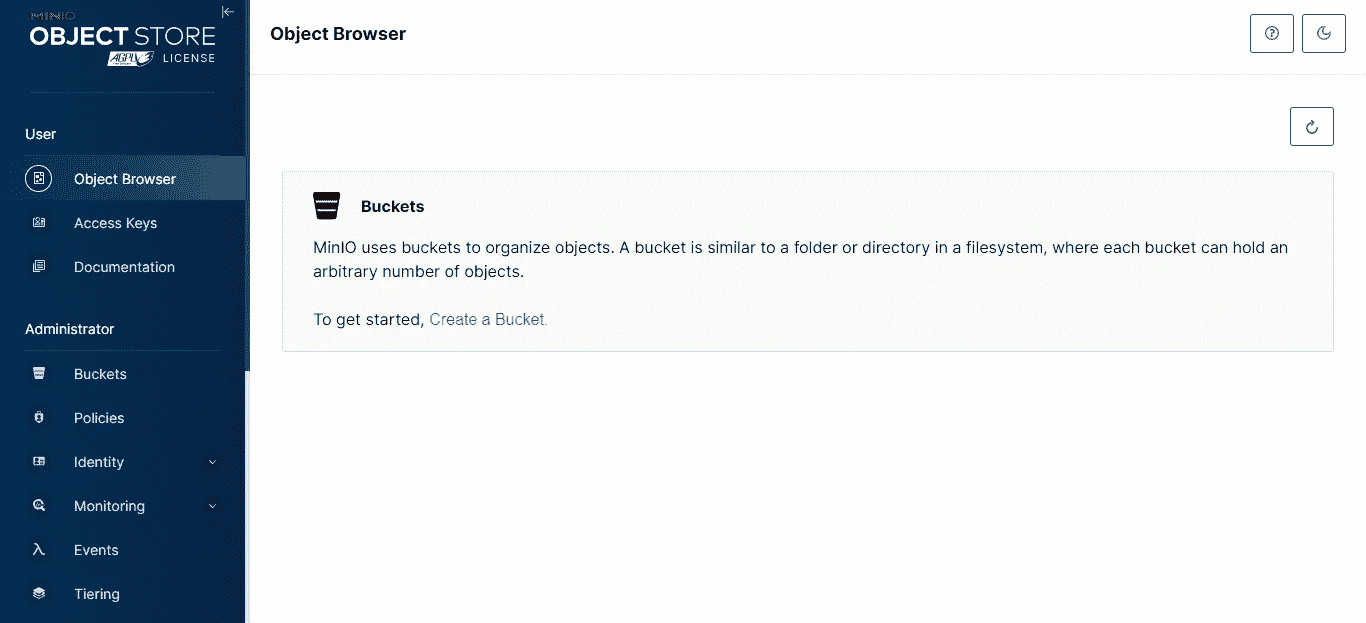 MINIO
OBJECT STORE
AGPLv3 LICENSE
User
Object Browser
Access Keys
Documentation
Administrator
Buckets
Policies
Identity
Monitoring
Events
Tiering
Object Browser
Buckets
MinIO uses buckets to organize objects. A bucket is similar to a folder or directory in a filesystem, where each bucket can hold an
arbitrary number of objects.
To get started, Create a Bucket.